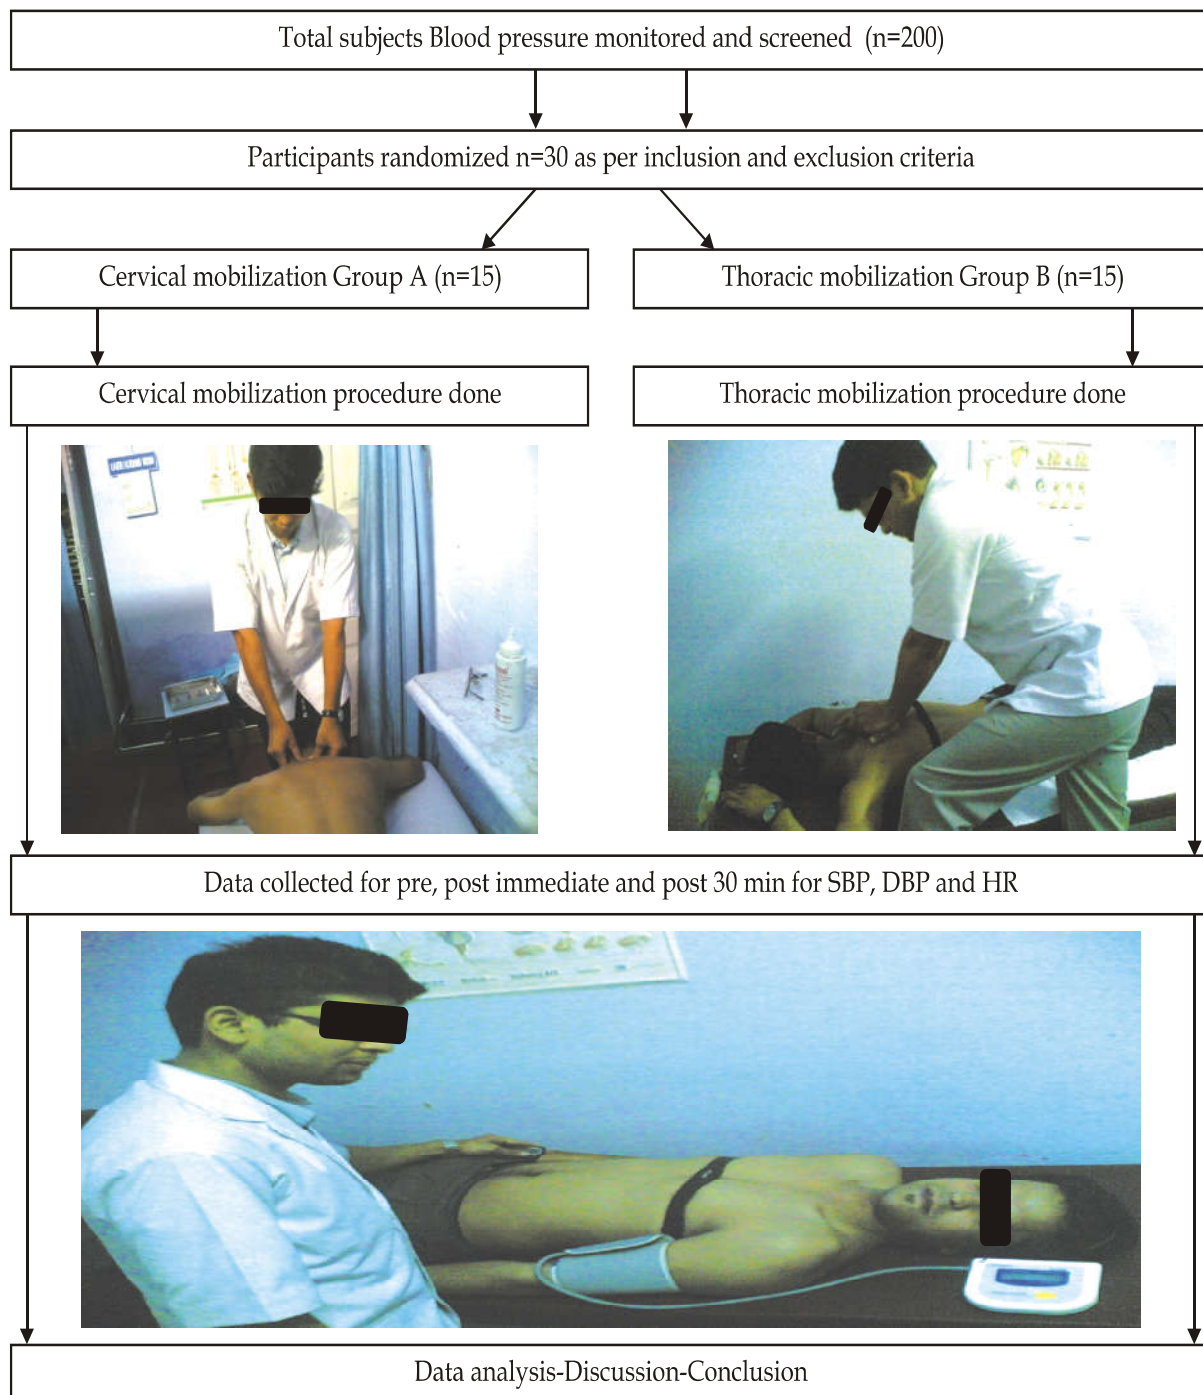 Total subjects Blood pressure monitored and screened (n=200)
Participants randomized n=30 as per inclusion and exclusion criteria
Cervical mobilization Group A (n=15)
Thoracic mobilization Group B (n=15)
Cervical mobilization procedure done
Thoracic mobilization procedure done
Data collected for pre, post immediate and post 30 min for SBP, DBP and HR
Data analysis-Discussion-Conclusion